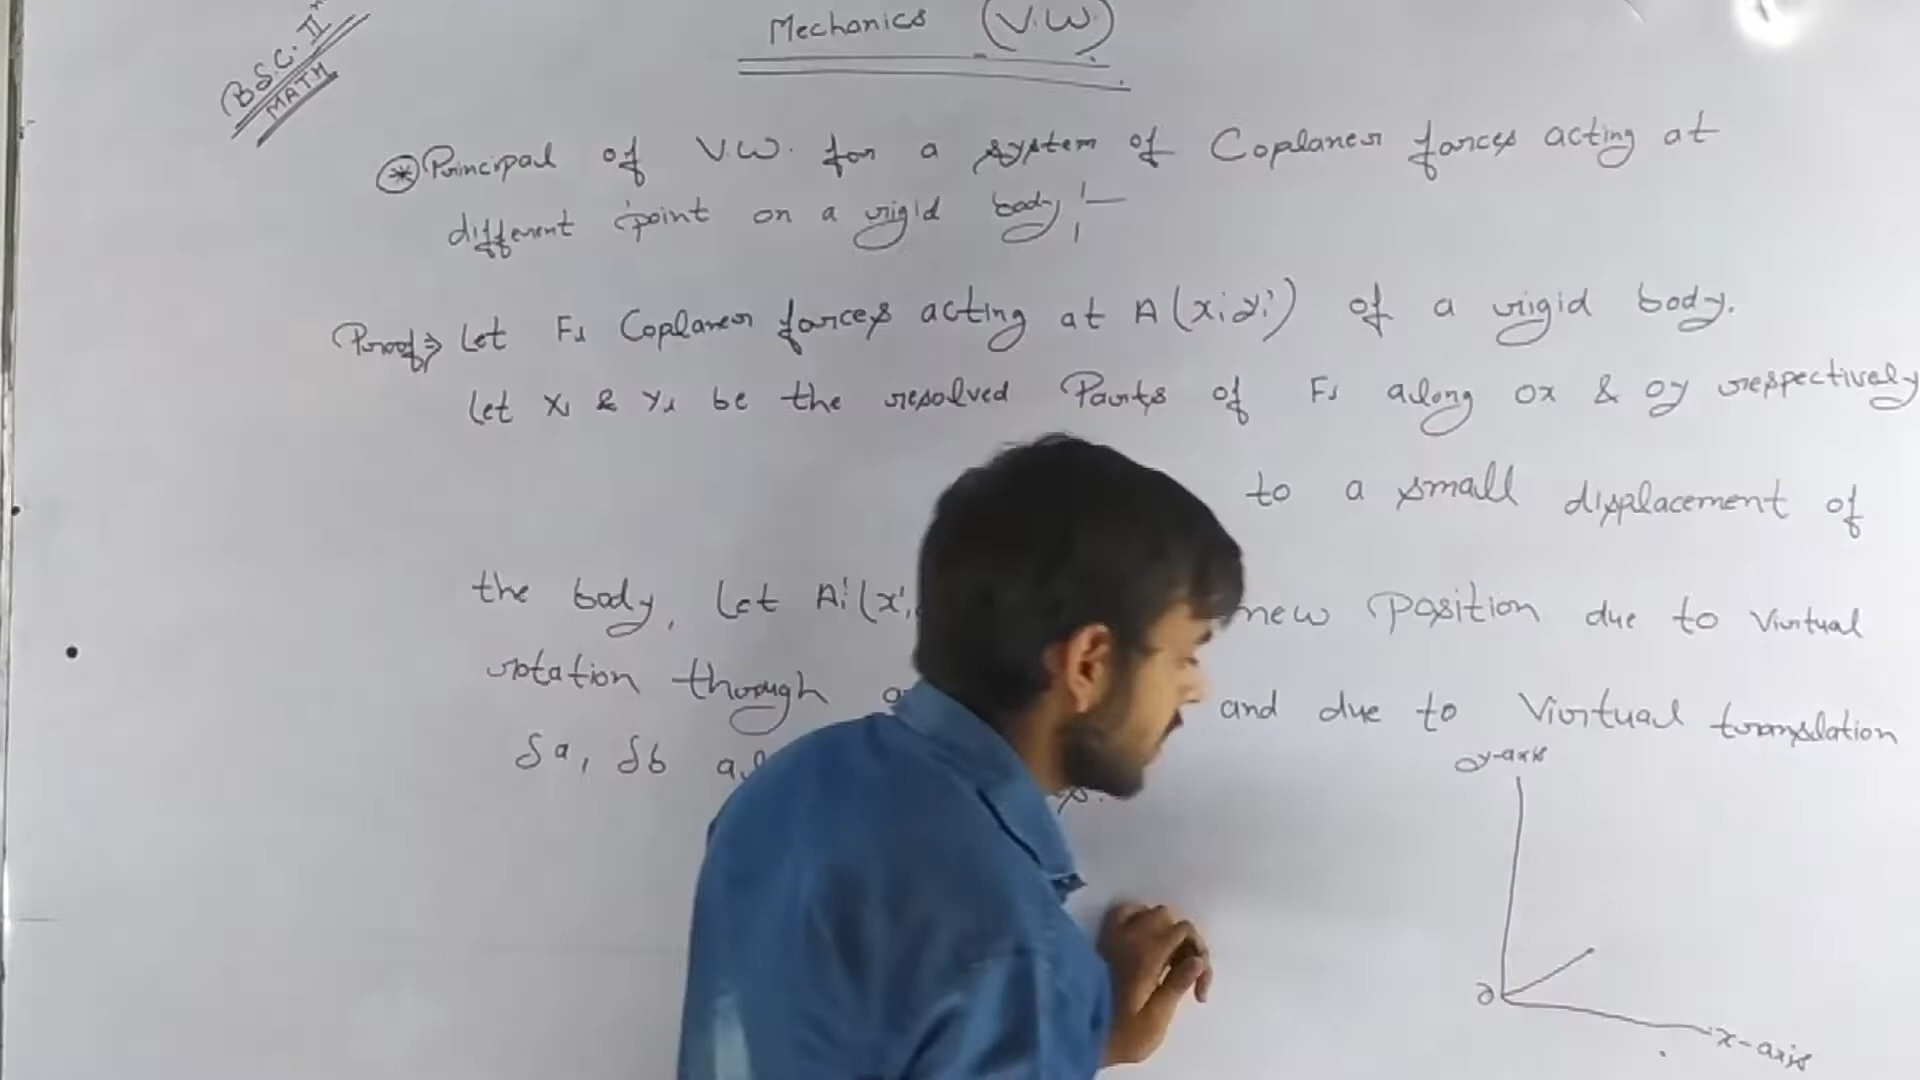 B.S.C. II
MATH
Mechanics (V.W.)
* Principal of V.W. for a system of Coplaner forces acting at
different point on a rigid body :-
Proof ⇒ Let F₁ Coplaner forces acting at A(x₁ y₁) of a rigid body.
Let X₁ & Y₁ be the resolved Parts of F₁ along ox & oy respectively
to a small displacement of
the body, Let new position due to Virtual
rotation through and due to Virtual translation
δa, δb
y-axis
O
x-axis